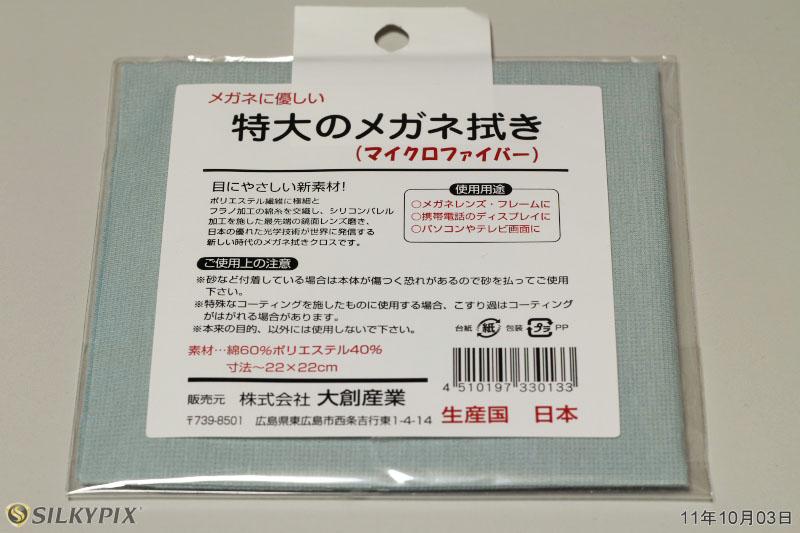 メガネに優しい
特大のメガネ拭き
(マイクロファイバー)
目にやさしい新素材!
ポリエステル繊維に極細と
フラノ加工の綿糸を交織し、シリコンバレル
加工を施した最先端の鏡面レンズ磨き、
日本の優れた光学技術が世界に発信する
新しい時代のメガネ拭きクロスです。
使用用途
○メガネレンズ・フレームに
○携帯電話のディスプレイに
○パソコンやテレビ画面に
ご使用上の注意
※砂など付着している場合は本体が傷つく恐れがあるので砂を払ってご使用
下さい。
※特殊なコーティングを施したものに使用する場合、こすり過はコーティング
がはがれる場合があります。
※本来の目的、以外には使用しないで下さい。
台紙 紙 包装 プラ PP
素材…綿60%ポリエステル40%
寸法〜22×22cm
4 510197 330133
販売元 株式会社 大創産業
〒739-8501 広島県東広島市西条吉行東1-4-14
生産国 日本
SILKYPIX
11年10月03日